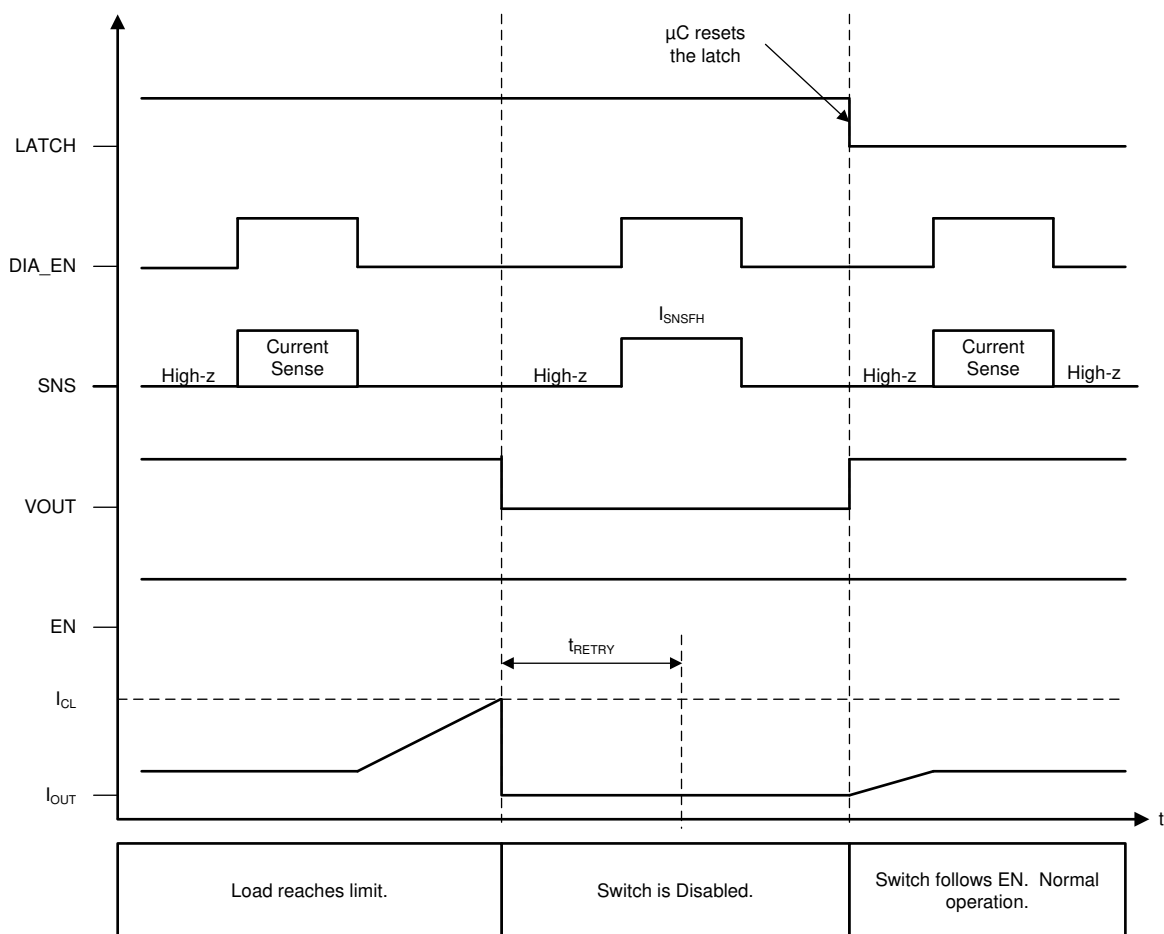 µC resets
the latch
LATCH
DIA_EN
ISNSFH
Current
Sense
Current
Sense
High-z
High-z
High-z
High-z
SNS
VOUT
EN
tRETRY
ICL
IOUT
t
Load reaches limit.
Switch is Disabled.
Switch follows EN. Normal
operation.